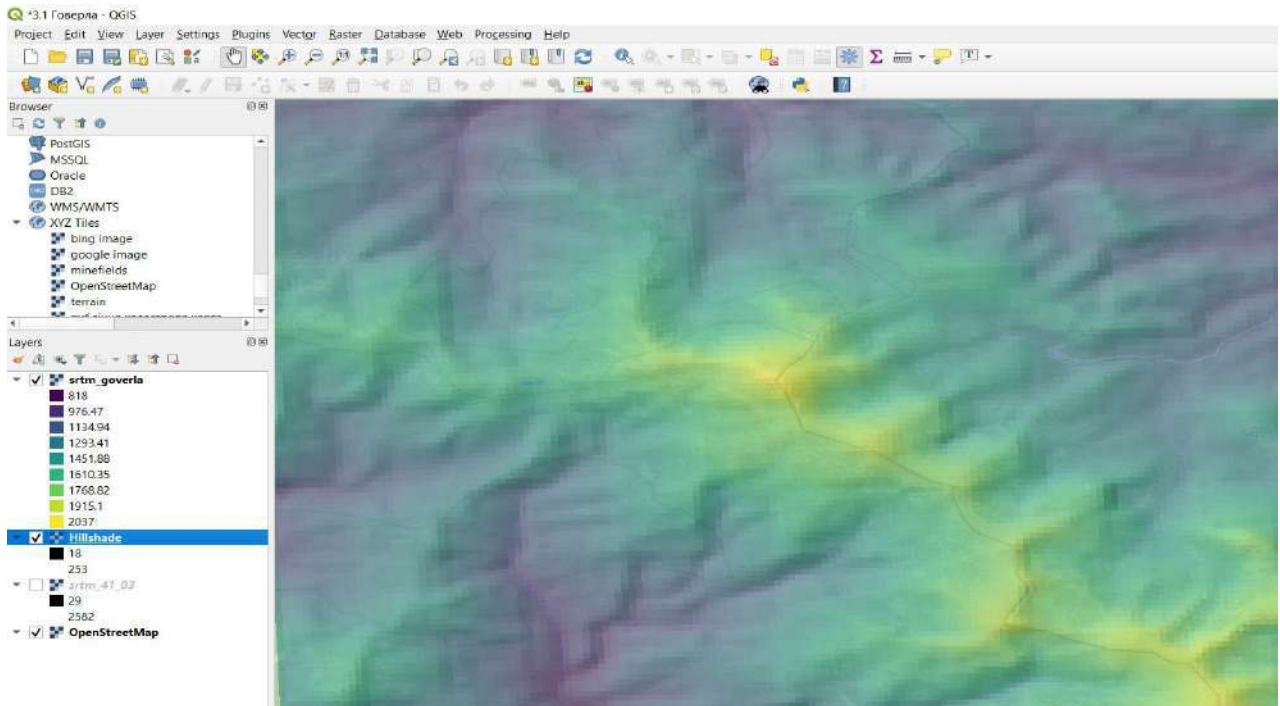 *3.1 Говерла - QGIS
Project Edit View Layer Settings Plugins Vector Raster Database Web Processing Help
Browser
PostGIS
MSSQL
Oracle
DB2
WMS/WMTS
XYZ Tiles
bing image
google image
minefields
OpenStreetMap
terrain
Layers
srtm_goverla
818
976.47
1134.94
1293.41
1451.88
1610.35
1768.82
1915.1
2037
Hillshade
18
253
srtm_41_03
29
2582
OpenStreetMap